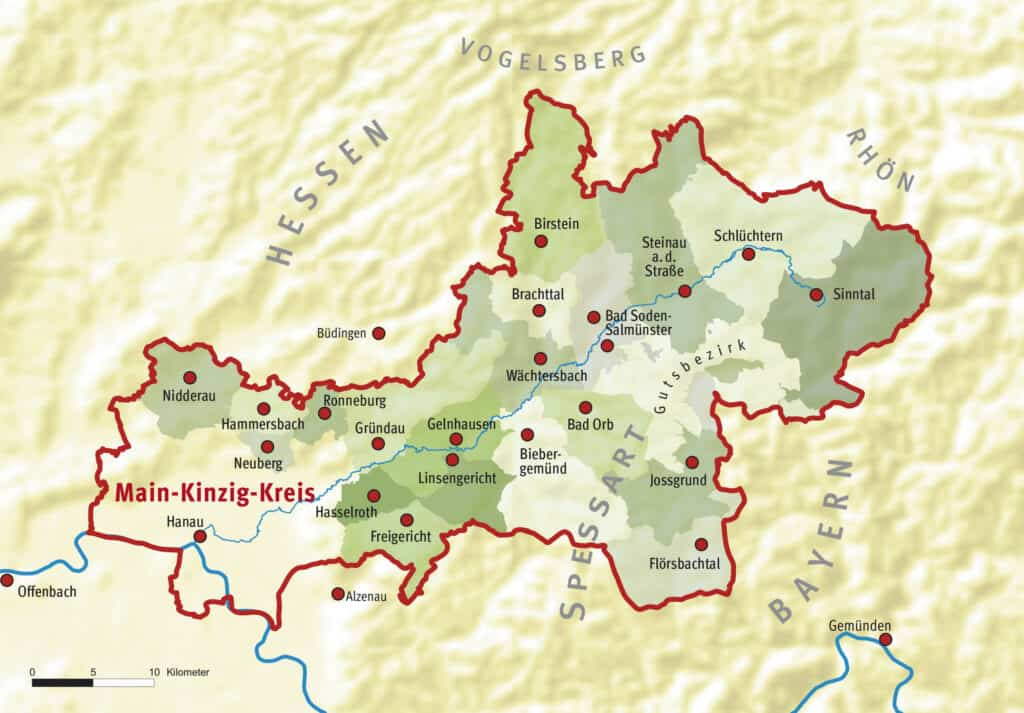 VOGELSBERG
HESSEN
RHÖN
Birstein
Steinau
a. d.
Straße
Schlüchtern
Sinntal
Brachttal
Bad Soden-
Salmünster
Büdingen
Wächtersbach
Gutsbezirk
Nidderau
Ronneburg
Hammersbach
Gründau
Gelnhausen
Bad Orb
Neuberg
Bieber-
gemünd
Linsengericht
Jossgrund
SPESSART
BAYERN
Main-Kinzig-Kreis
Hasselroth
Hanau
Freigericht
Flörsbachtal
Offenbach
Alzenau
Gemünden
0 5 10 Kilometer